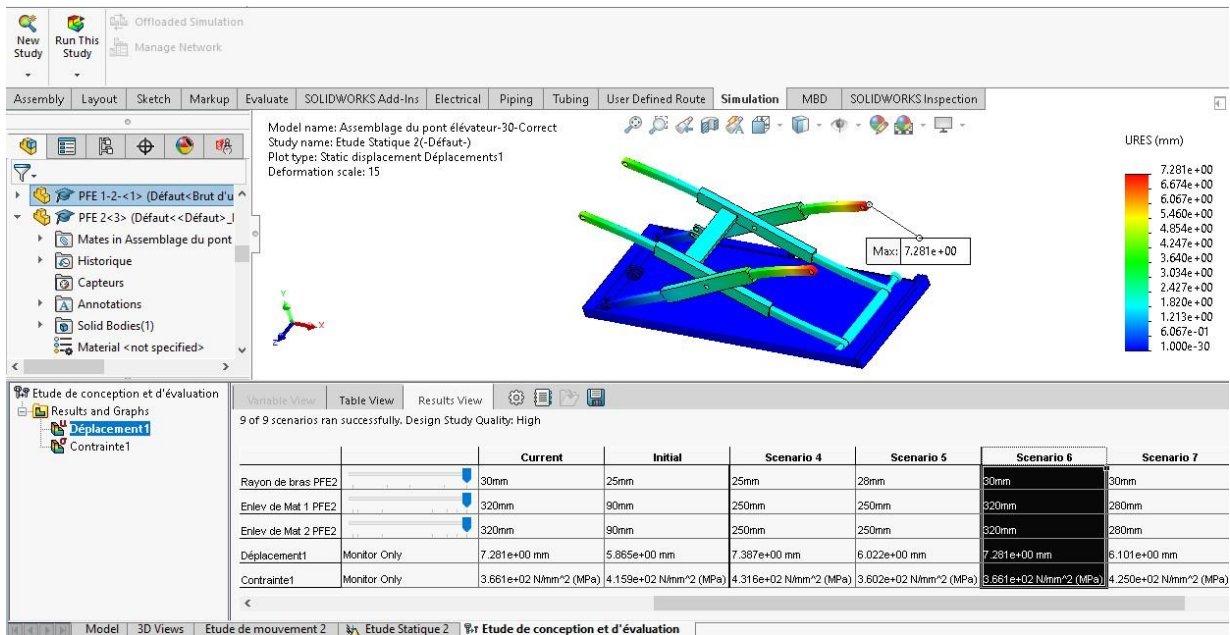 New Study
Run This Study
Offloaded Simulation
Manage Network
Assembly Layout Sketch Markup Evaluate SOLIDWORKS Add-Ins Electrical Piping Tubing User Defined Route Simulation MBD SOLIDWORKS Inspection
PFE 1-2-<1> (Défaut<Brut d'u
PFE 2<3> (Défaut<<Défaut>_
Mates in Assemblage du pont
Historique
Capteurs
Annotations
Solid Bodies(1)
Material <not specified>
Model name: Assemblage du pont élévateur-30-Correct
Study name: Etude Statique 2(-Défaut-)
Plot type: Static displacement Déplacements1
Deformation scale: 15
Y
X
Z
Max: 7.281e+00
URES (mm)
7.281e+00
6.674e+00
6.067e+00
5.460e+00
4.854e+00
4.247e+00
3.640e+00
3.034e+00
2.427e+00
1.820e+00
1.213e+00
6.067e-01
1.000e-30
Etude de conception et d'évaluation
Results and Graphs
Déplacement1
Contrainte1
Variable View Table View Results View
9 of 9 scenarios ran successfully. Design Study Quality: High
Current Initial Scenario 4 Scenario 5 Scenario 6 Scenario 7
Rayon de bras PFE2 30mm 25mm 25mm 28mm 30mm 30mm
Enlev de Mat 1 PFE2 320mm 90mm 250mm 250mm 320mm 280mm
Enlev de Mat 2 PFE2 320mm 90mm 250mm 250mm 320mm 280mm
Déplacement1 Monitor Only 7.281e+00 mm 5.865e+00 mm 7.387e+00 mm 6.022e+00 mm 7.281e+00 mm 6.101e+00 mm
Contrainte1 Monitor Only 3.661e+02 N/mm^2 (MPa) 4.159e+02 N/mm^2 (MPa) 4.316e+02 N/mm^2 (MPa) 3.602e+02 N/mm^2 (MPa) 3.661e+02 N/mm^2 (MPa) 4.250e+02 N/mm^2 (MPa)
Model 3D Views Etude de mouvement 2 Etude Statique 2 Etude de conception et d'évaluation